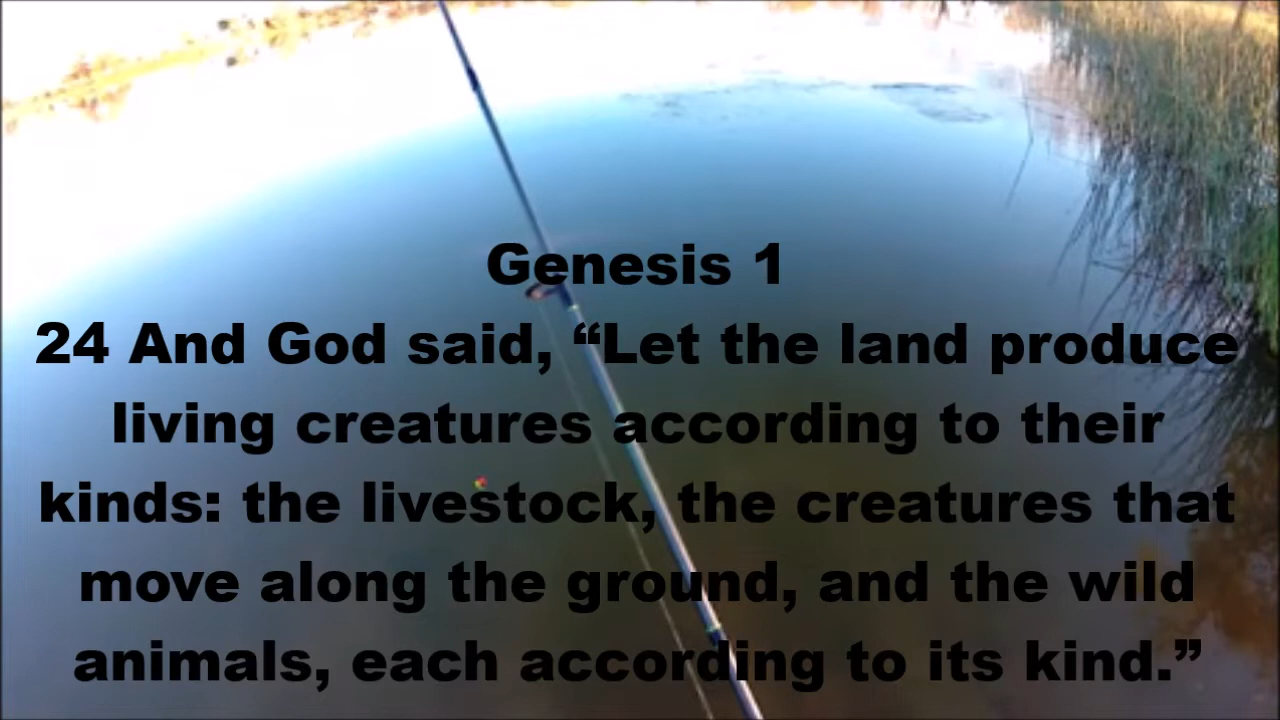 Genesis 1
24 And God said, “Let the land produce
living creatures according to their
kinds: the livestock, the creatures that
move along the ground, and the wild
animals, each according to its kind.”